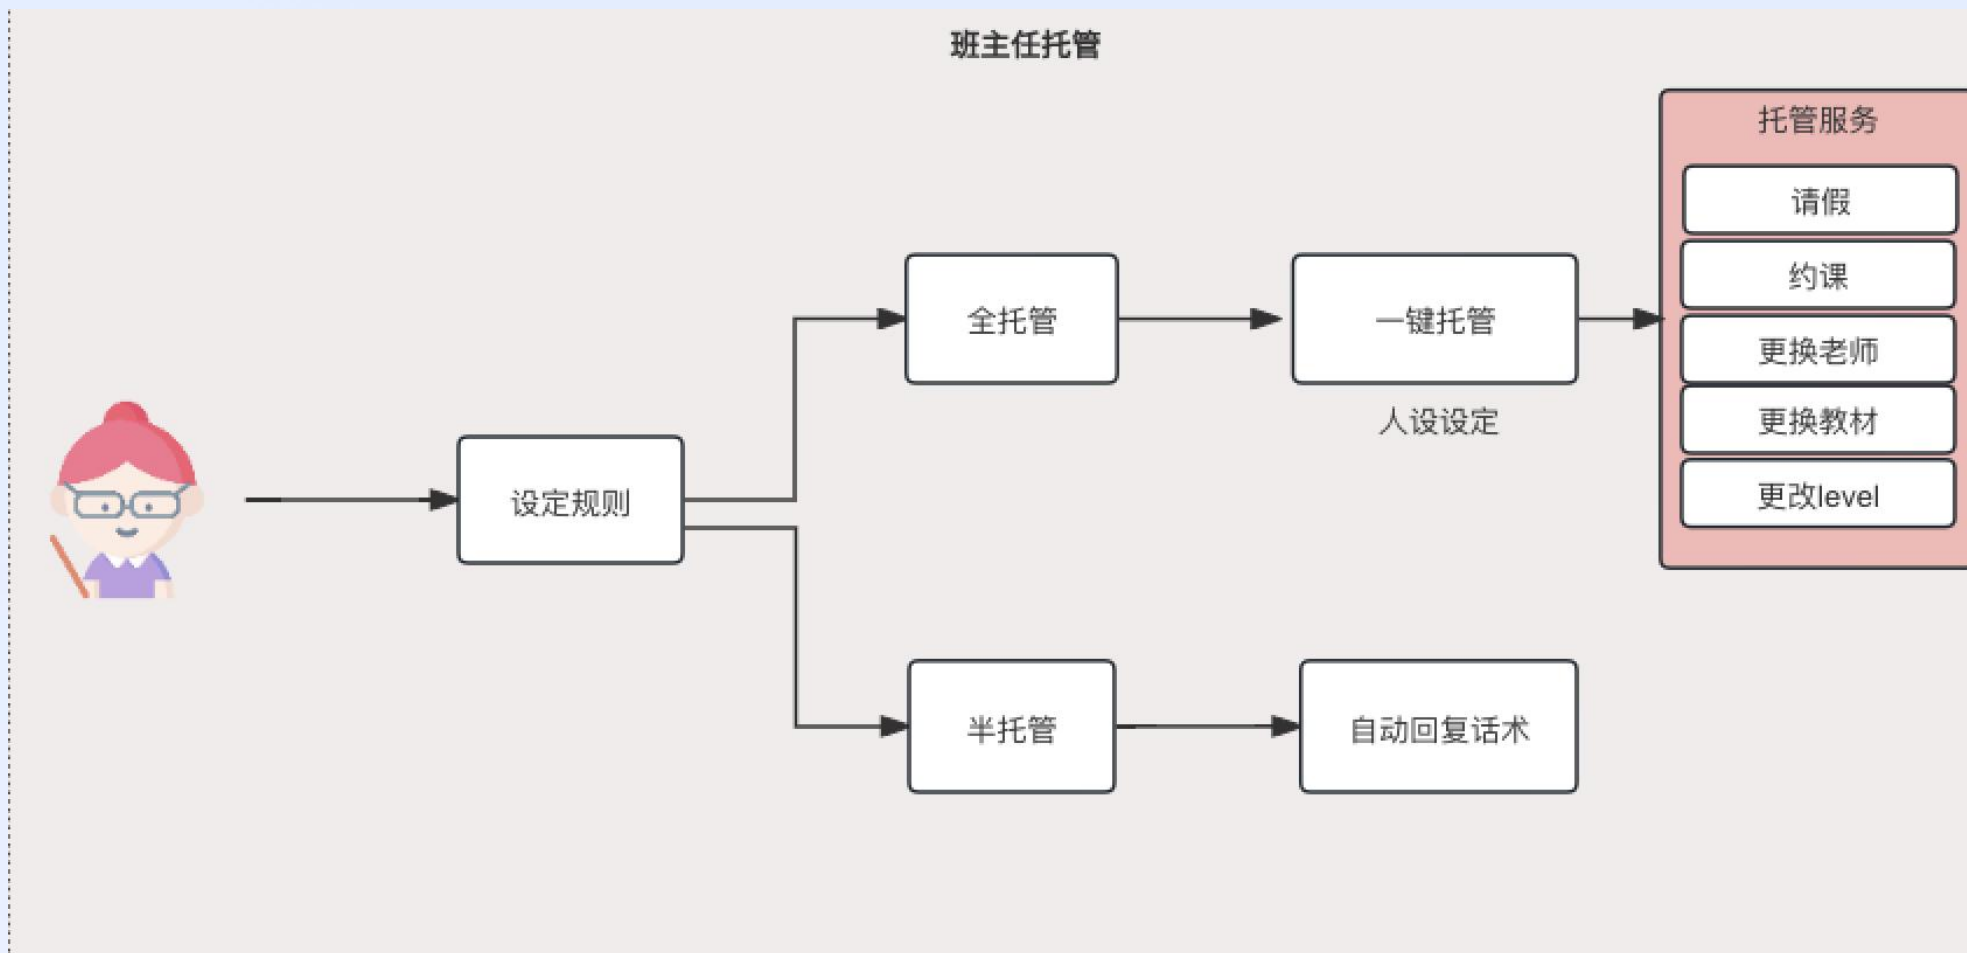 班主任托管
托管服务
请假
约课
更换老师
更换教材
更改level
全托管
一键托管
人设设定
设定规则
半托管
自动回复话术